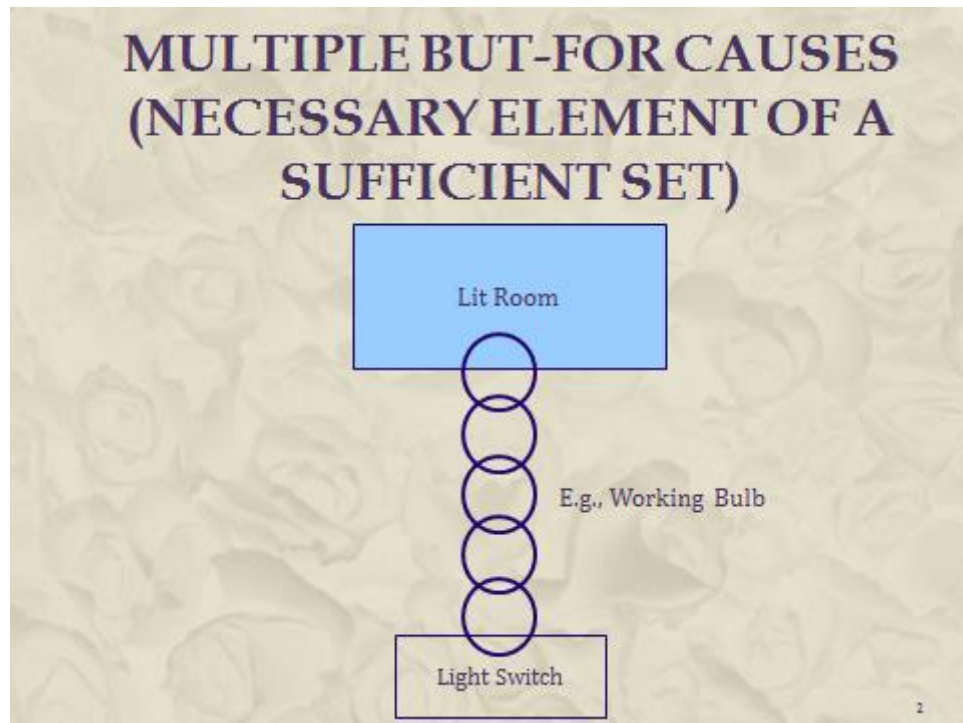 MULTIPLE BUT-FOR CAUSES
(NECESSARY ELEMENT OF A
SUFFICIENT SET)
Lit Room
E.g., Working Bulb
Light Switch
2